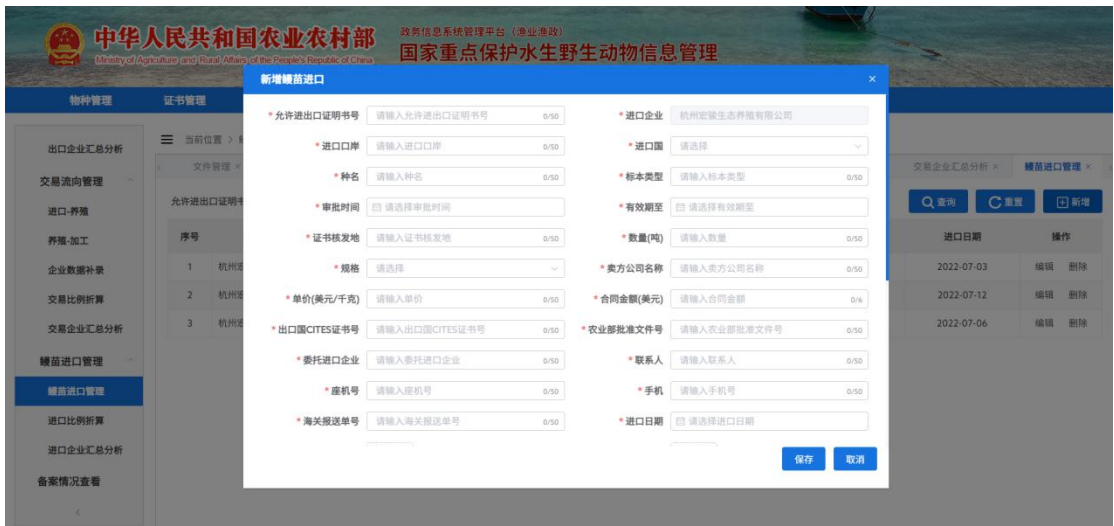 中华人民共和国农业农村部
Ministry of Agriculture and Rural Affairs of the People's Republic of China
政务信息系统管理平台（渔业渔政）
国家重点保护水生野生动物信息管理
物种管理 证书管理
新增鳗苗进口 ×
* 允许进出口证明书号 请输入允许进出口证明书号 0/50 * 进口企业 杭州宏骏生态养殖有限公司
* 进口口岸 请输入进口口岸 0/50 * 进口国 请选择
* 种名 请输入种名 0/50 * 标本类型 请输入标本类型 0/50
* 审批时间 请选择审批时间 * 有效期至 请选择有效期至
* 证书核发地 请输入证书核发地 0/50 * 数量(吨) 请输入数量 0/50
* 规格 请选择 * 卖方公司名称 请输入卖方公司名称 0/50
* 单价(美元/千克) 请输入单价 0/50 * 合同金额(美元) 请输入合同金额 0/6
* 出口国CITES证书号 请输入出口国CITES证书号 0/50 * 农业部批准文件号 请输入农业部批准文件号 0/50
* 委托进口企业 请输入委托进口企业 0/50 * 联系人 请输入联系人 0/50
* 座机号 请输入座机号 0/50 * 手机 请输入手机号 0/50
* 海关报送单号 请输入海关报送单号 0/50 * 进口日期 请选择进口日期
保存 取消
出口企业汇总分析
交易流向管理
进口-养殖
养殖-加工
企业数据补录
交易比例折算
交易企业汇总分析
鳗苗进口管理
鳗苗进口管理
进口比例折算
进口企业汇总分析
备案情况查看
当前位置 >
文件管理 × 交易企业汇总分析 × 鳗苗进口管理 ×
允许进出口证明书 查询 重置 新增
序号 进口日期 操作
1 杭州宏 2022-07-03 编辑 删除
2 杭州宏 2022-07-12 编辑 删除
3 杭州宏 2022-07-06 编辑 删除